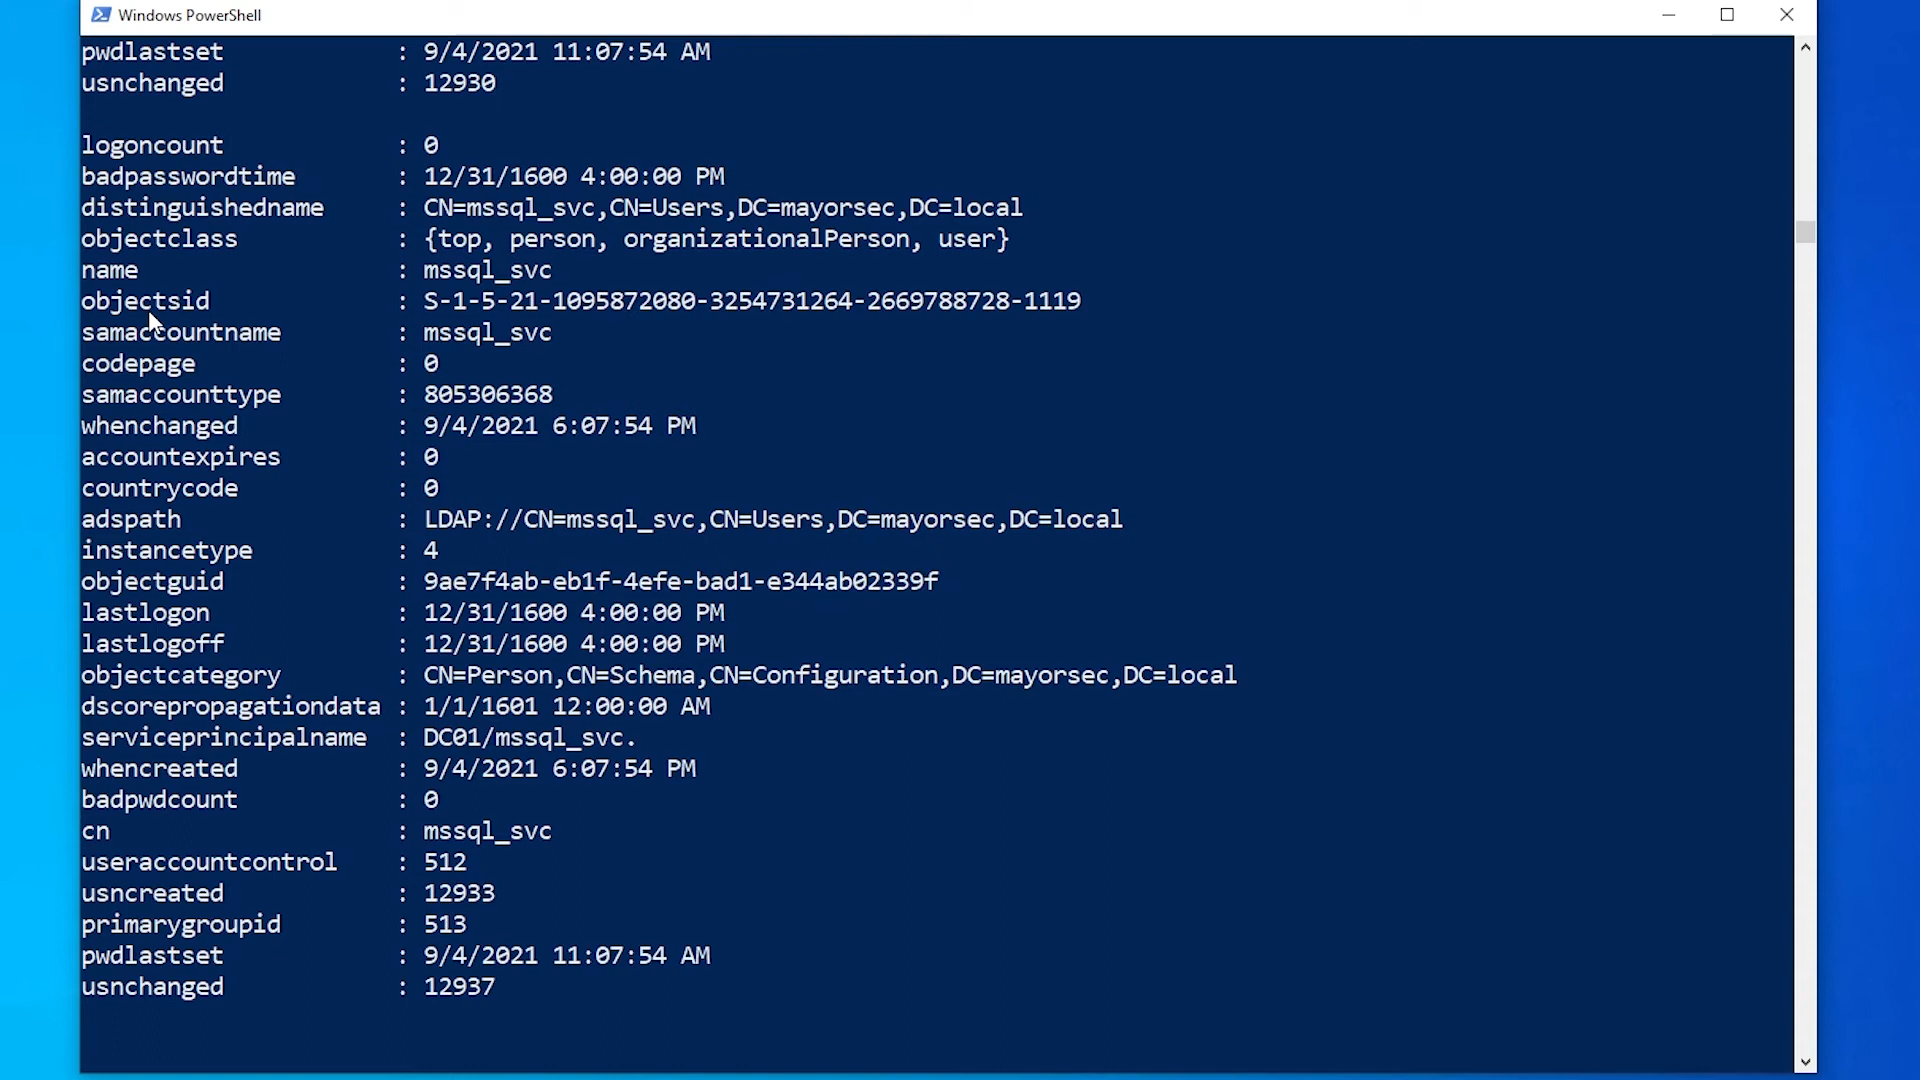 Windows PowerShell
pwdlastset : 9/4/2021 11:07:54 AM
usnchanged : 12930
logoncount : 0
badpasswordtime : 12/31/1600 4:00:00 PM
distinguishedname : CN=mssql_svc,CN=Users,DC=mayorsec,DC=local
objectclass : {top, person, organizationalPerson, user}
name : mssql_svc
objectsid : S-1-5-21-1095872080-3254731264-2669788728-1119
samaccountname : mssql_svc
codepage : 0
samaccounttype : 805306368
whenchanged : 9/4/2021 6:07:54 PM
accountexpires : 0
countrycode : 0
adspath : LDAP://CN=mssql_svc,CN=Users,DC=mayorsec,DC=local
instancetype : 4
objectguid : 9ae7f4ab-eb1f-4efe-bad1-e344ab02339f
lastlogon : 12/31/1600 4:00:00 PM
lastlogoff : 12/31/1600 4:00:00 PM
objectcategory : CN=Person,CN=Schema,CN=Configuration,DC=mayorsec,DC=local
dscorepropagationdata : 1/1/1601 12:00:00 AM
serviceprincipalname : DC01/mssql_svc.
whencreated : 9/4/2021 6:07:54 PM
badpwdcount : 0
cn : mssql_svc
useraccountcontrol : 512
usncreated : 12933
primarygroupid : 513
pwdlastset : 9/4/2021 11:07:54 AM
usnchanged : 12937